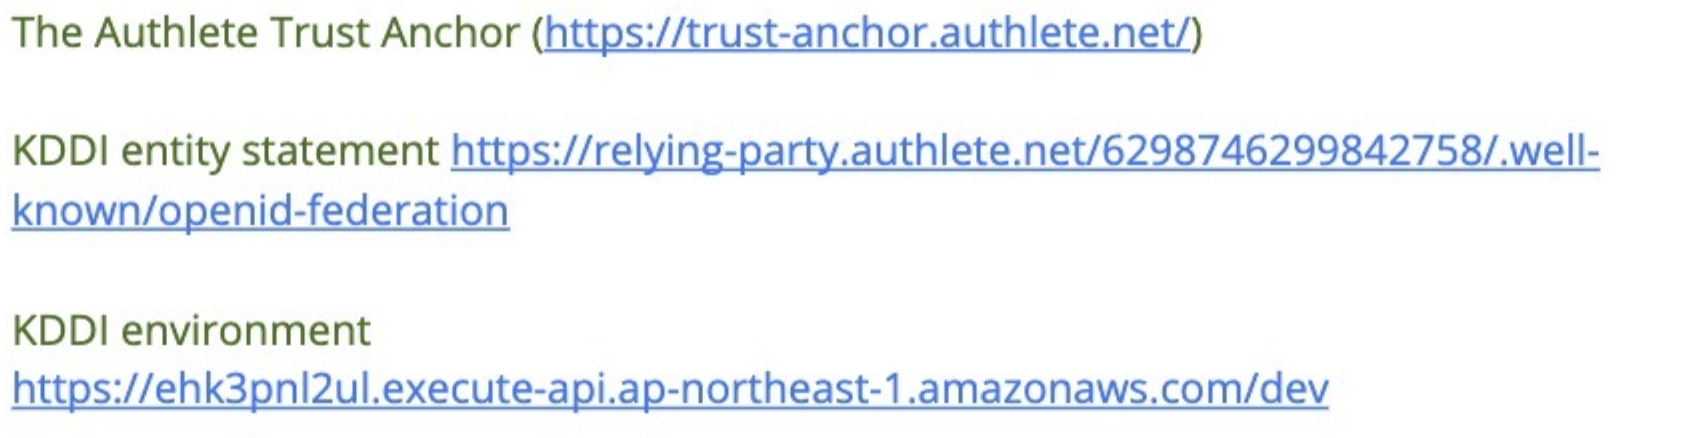 The Authlete Trust Anchor (https://trust-anchor.authlete.net/)
KDDI entity statement https://relying-party.authlete.net/6298746299842758/.well-
known/openid-federation
KDDI environment
https://ehk3pnl2ul.execute-api.ap-northeast-1.amazonaws.com/dev